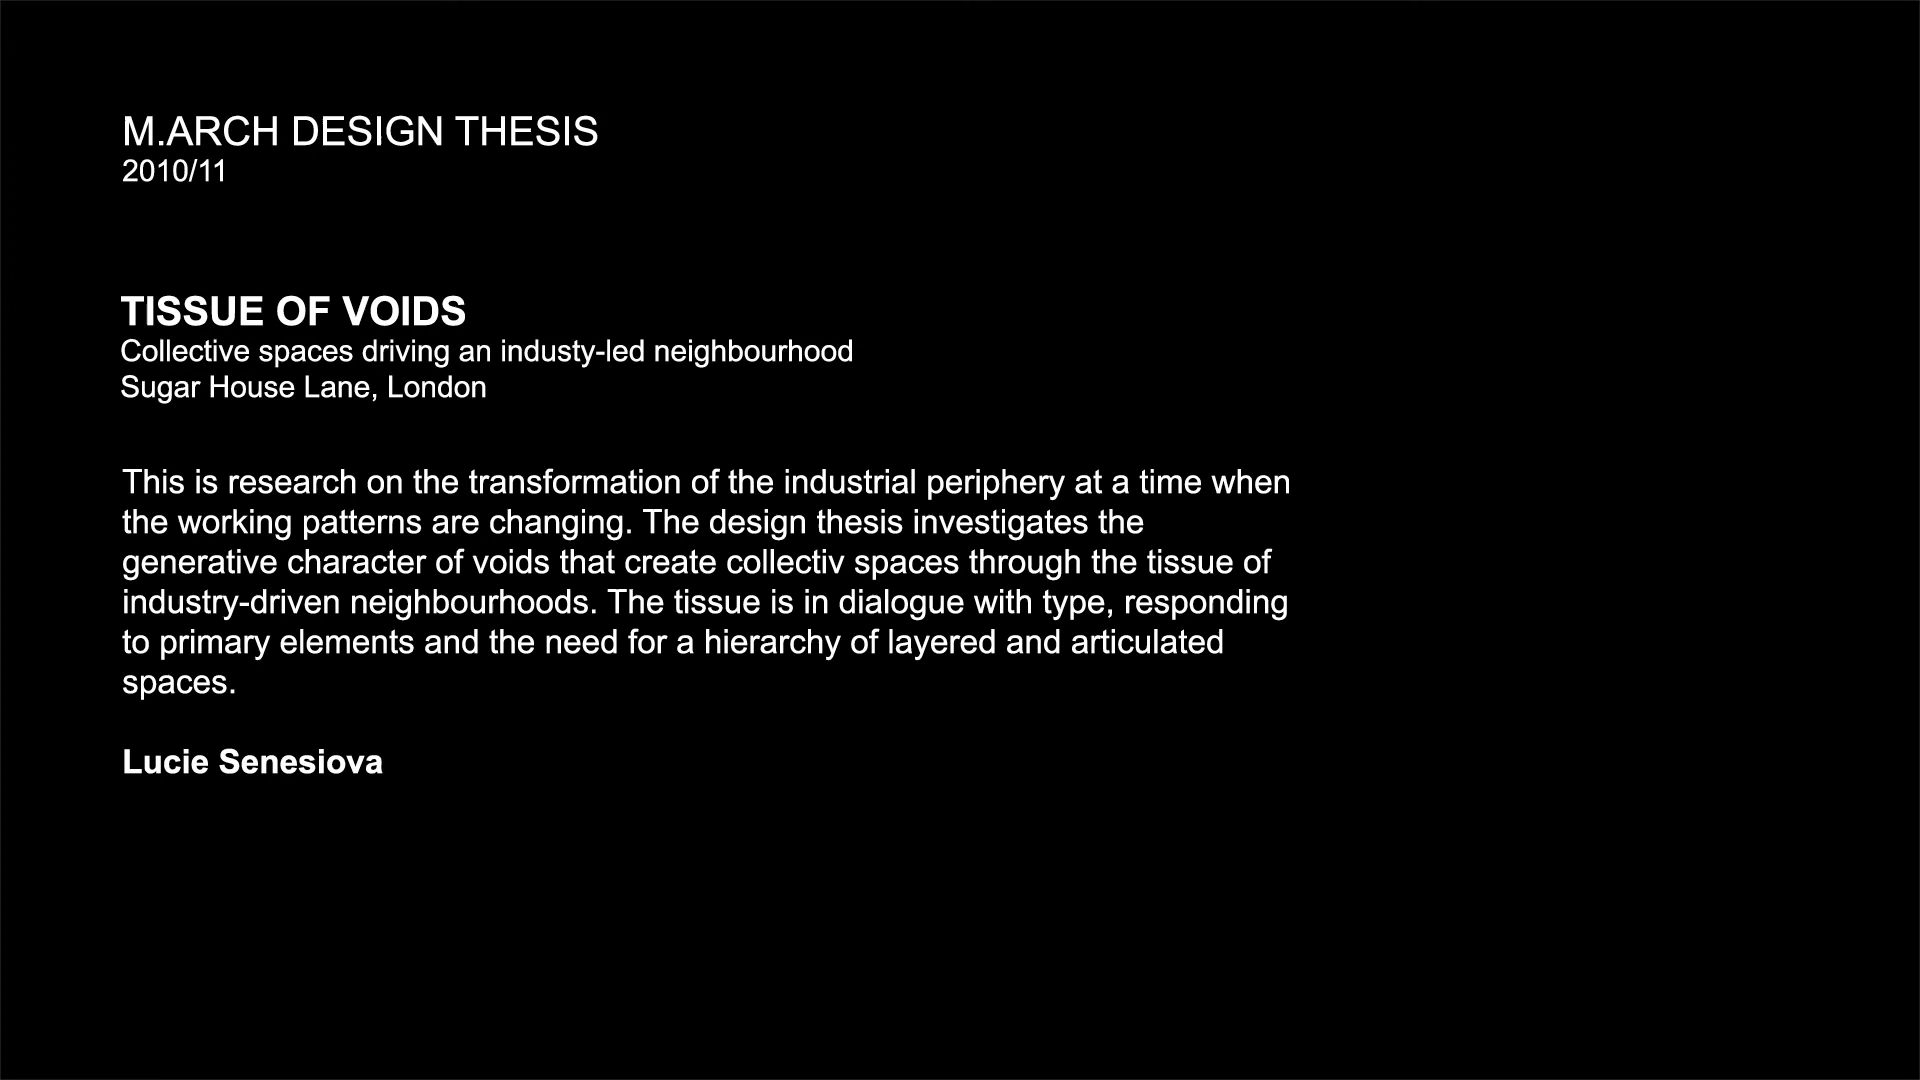 M.ARCH DESIGN THESIS
2010/11
TISSUE OF VOIDS
Collective spaces driving an industy-led neighbourhood
Sugar House Lane, London
This is research on the transformation of the industrial periphery at a time when
the working patterns are changing. The design thesis investigates the
generative character of voids that create collectiv spaces through the tissue of
industry-driven neighbourhoods. The tissue is in dialogue with type, responding
to primary elements and the need for a hierarchy of layered and articulated
spaces.
Lucie Senesiova